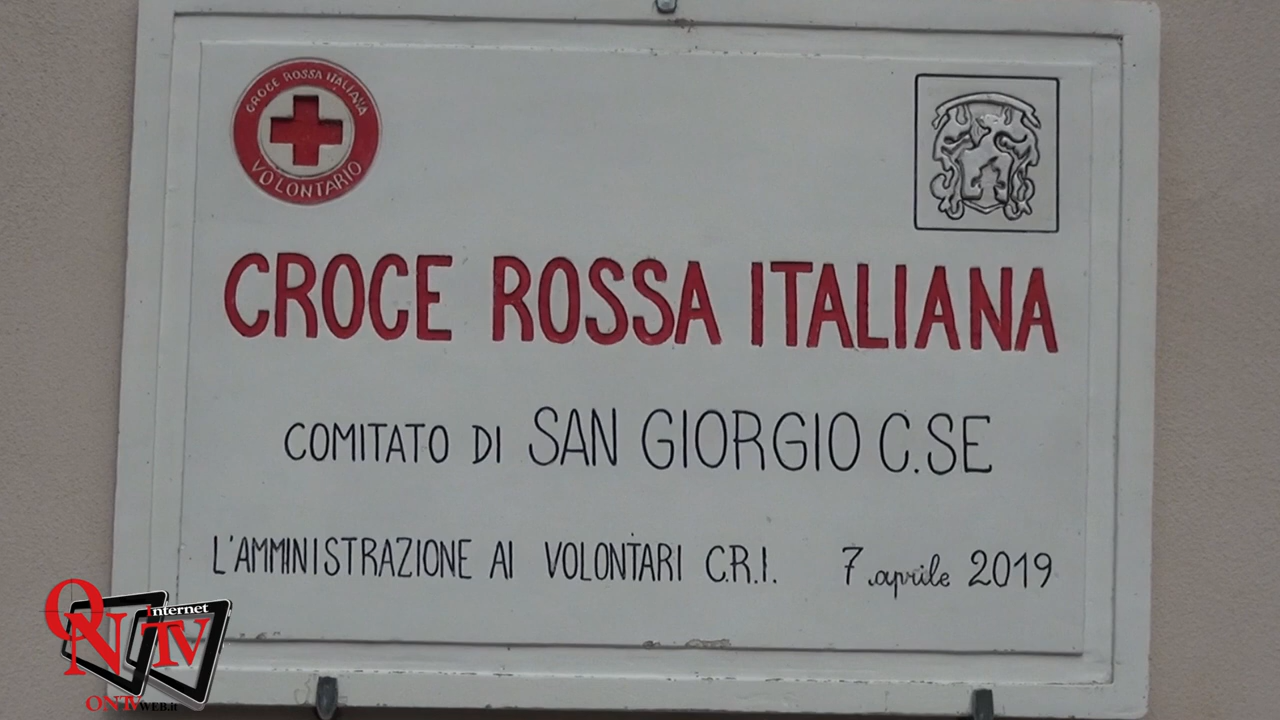 CROCE ROSSA ITALIANA
VOLONTARIO
CROCE ROSSA ITALIANA
COMITATO DI SAN GIORGIO C.SE
L'AMMINISTRAZIONE AI VOLONTARI C.R.I. 7 aprile 2019
ON
Internet
TV
ONTVWEB.it